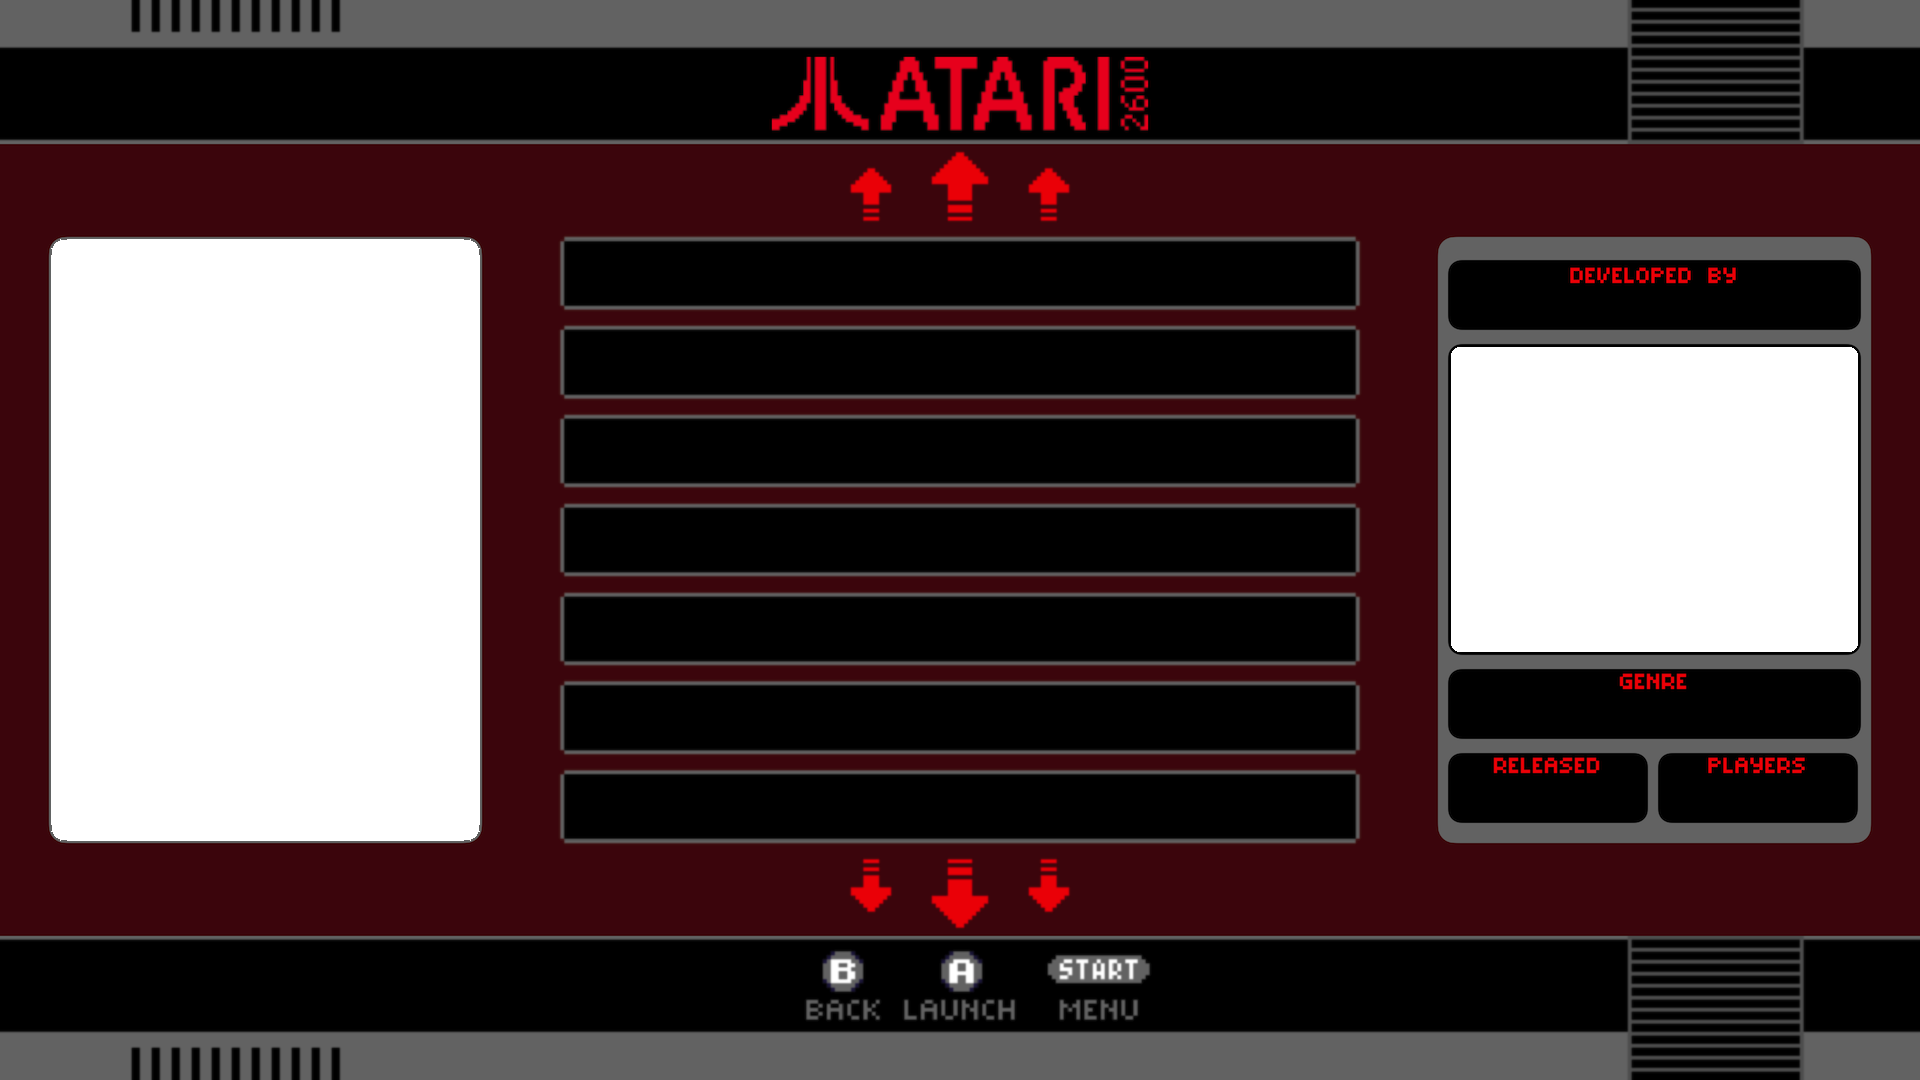 ATARI 2600
DEVELOPED BY
GENRE
RELEASED
PLAYERS
B
A
START
BACK
LAUNCH
MENU